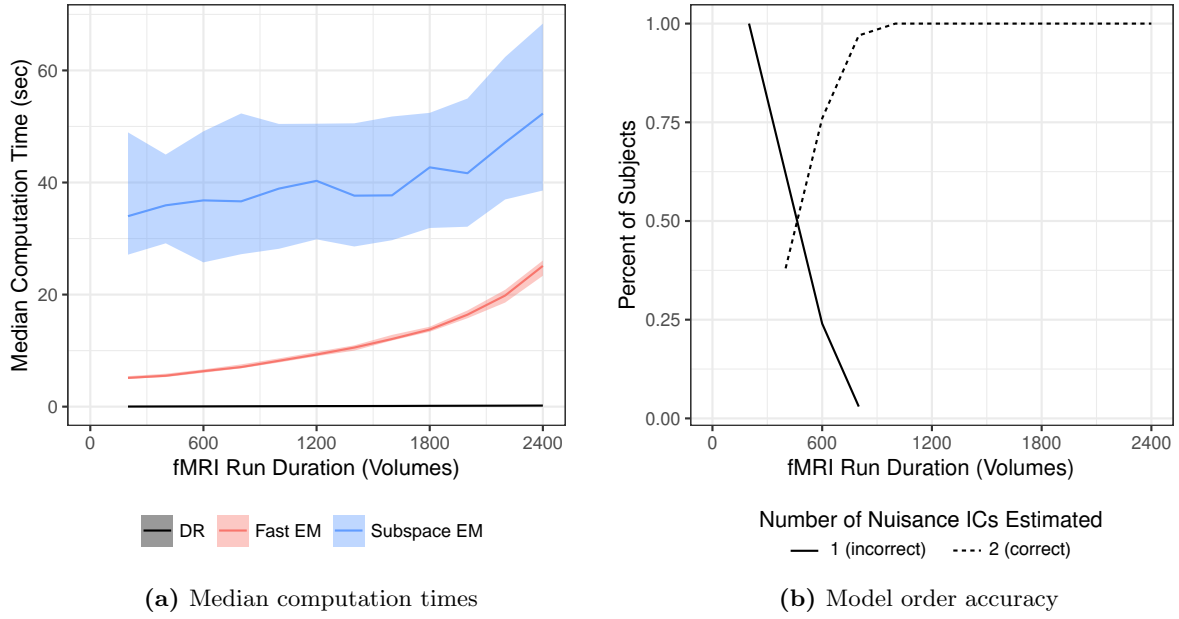 Median Computation Time (sec)
60
40
20
0
0 600 1200 1800 2400
fMRI Run Duration (Volumes)
DR Fast EM Subspace EM
(a) Median computation times
Percent of Subjects
1.00
0.75
0.50
0.25
0.00
0 600 1200 1800 2400
fMRI Run Duration (Volumes)
Number of Nuisance ICs Estimated
1 (incorrect) 2 (correct)
(b) Model order accuracy